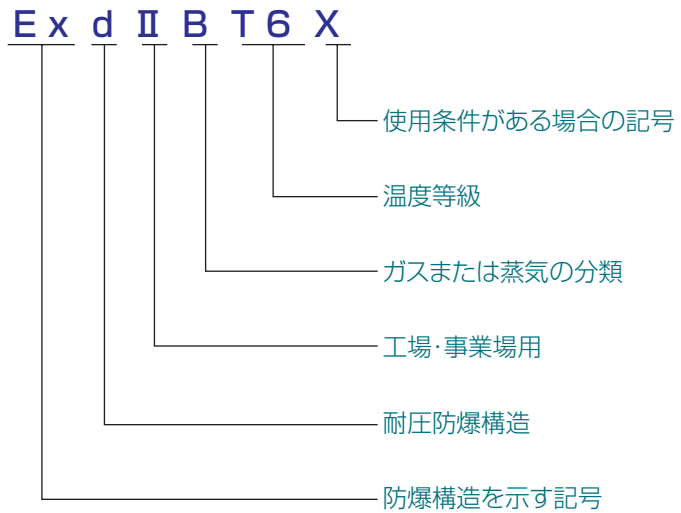 Ex d Ⅱ B T6 X
使用条件がある場合の記号
温度等級
ガスまたは蒸気の分類
工場・事業場用
耐圧防爆構造
防爆構造を示す記号